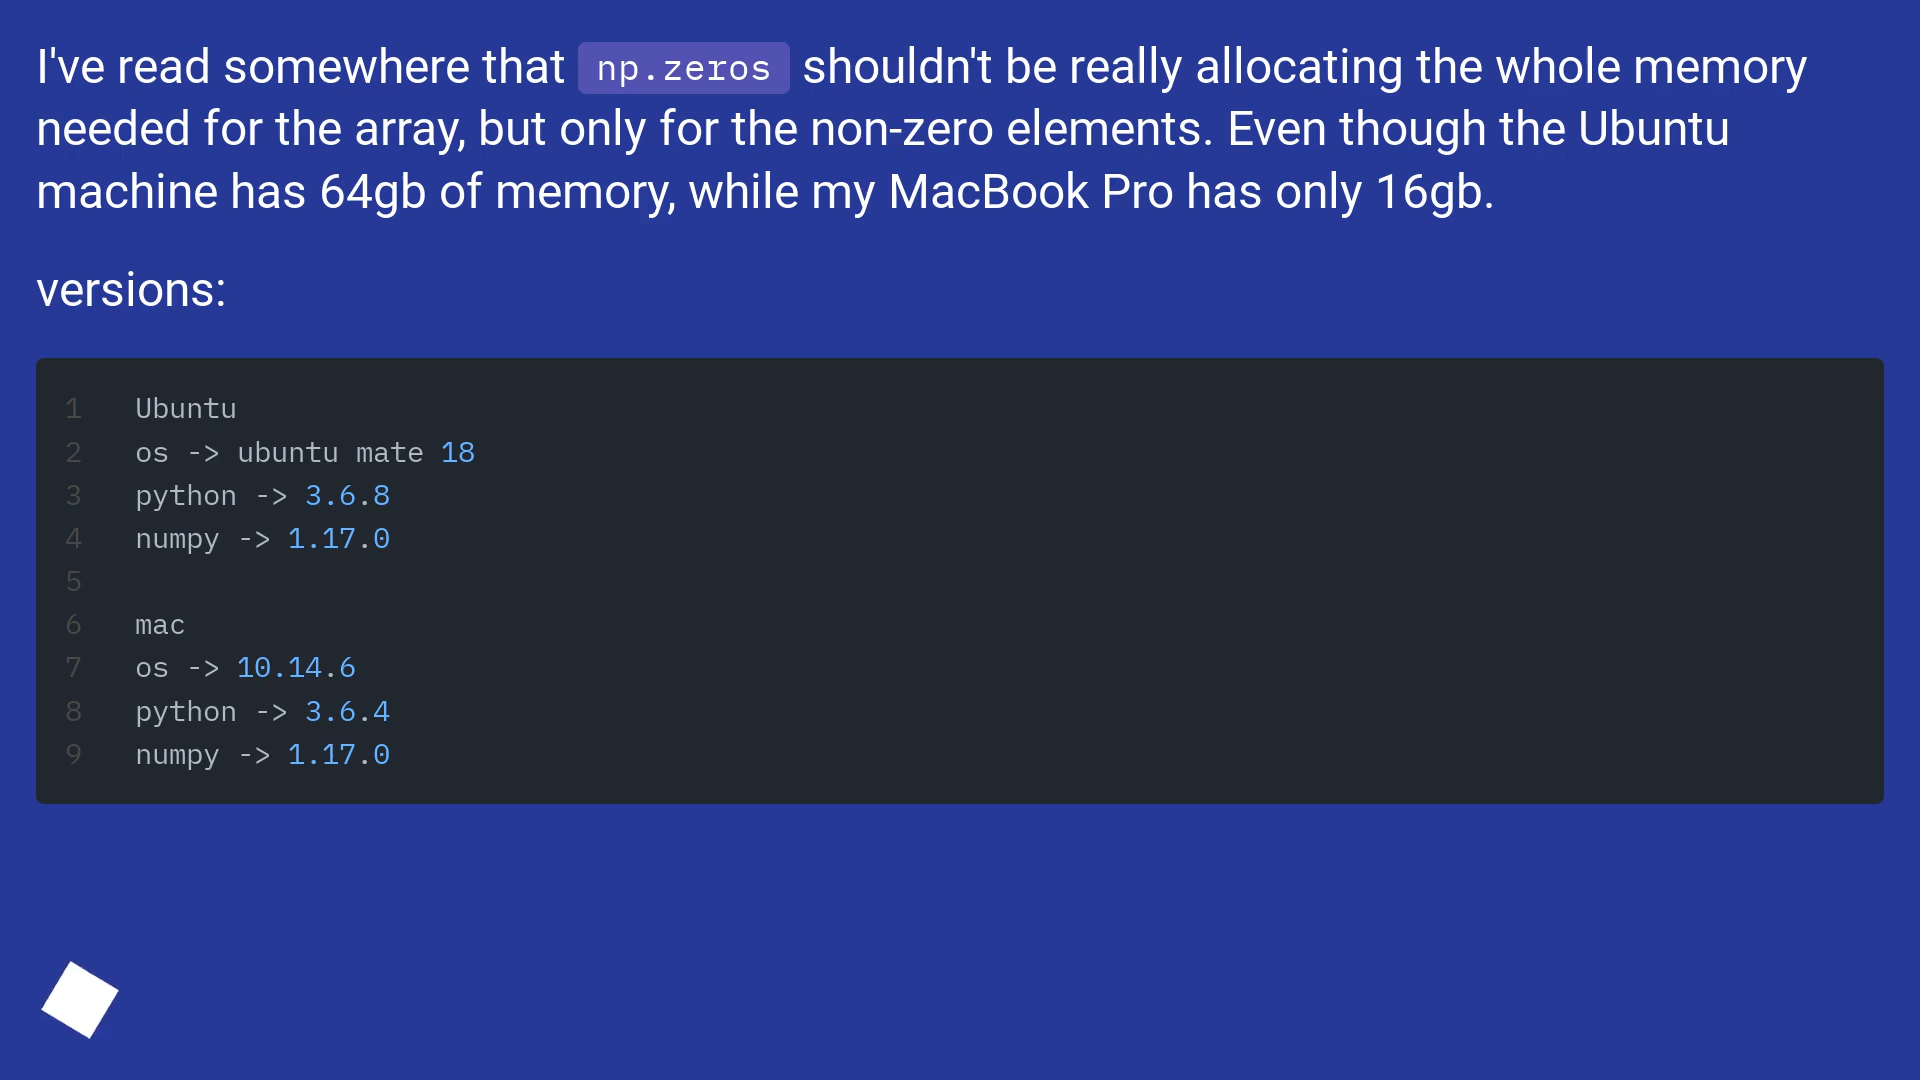 I've read somewhere that np.zeros shouldn't be really allocating the whole memory
needed for the array, but only for the non-zero elements. Even though the Ubuntu
machine has 64gb of memory, while my MacBook Pro has only 16gb.
versions:
1 Ubuntu
2 os -> ubuntu mate 18
3 python -> 3.6.8
4 numpy -> 1.17.0
5
6 mac
7 os -> 10.14.6
8 python -> 3.6.4
9 numpy -> 1.17.0